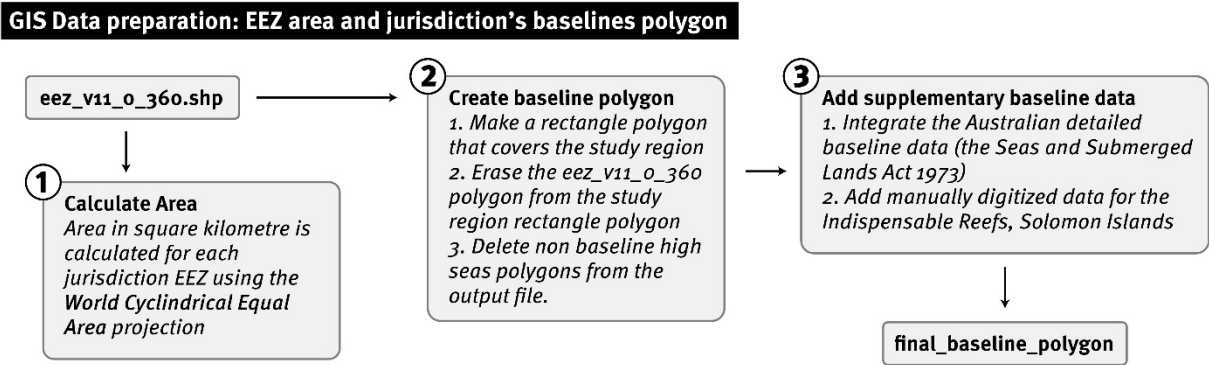 GIS Data preparation: EEZ area and jurisdiction's baselines polygon
eez_v11_0_360.shp
1
Calculate Area
Area in square kilometre is
calculated for each
jurisdiction EEZ using the
World Cyclindrical Equal
Area projection
2
Create baseline polygon
1. Make a rectangle polygon
that covers the study region
2. Erase the eez_v11_0_360
polygon from the study
region rectangle polygon
3. Delete non baseline high
seas polygons from the
output file.
3
Add supplementary baseline data
1. Integrate the Australian detailed
baseline data (the Seas and Submerged
Lands Act 1973)
2. Add manually digitized data for the
Indispensable Reefs, Solomon Islands
final_baseline_polygon